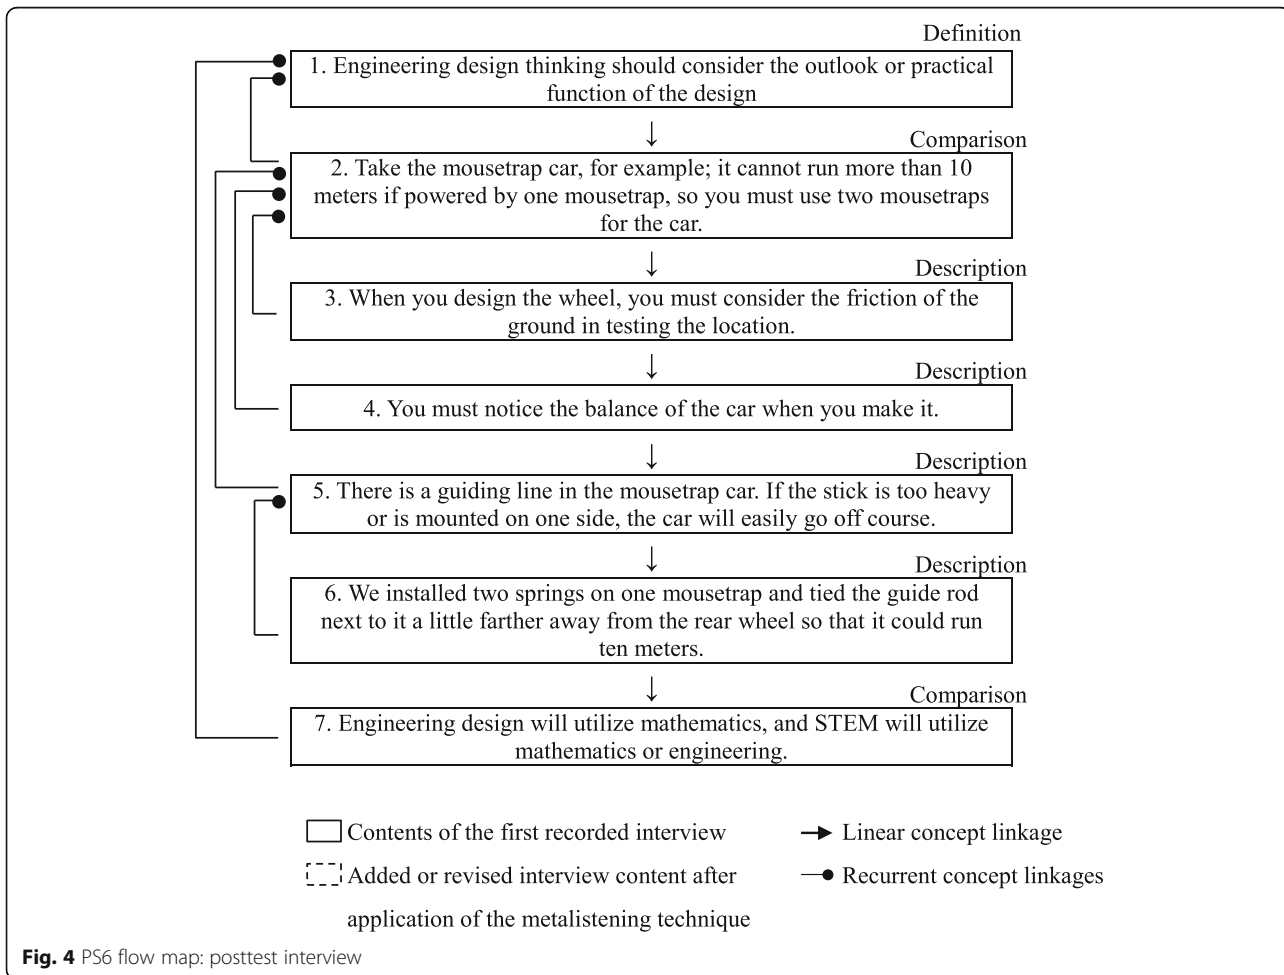 Definition
1. Engineering design thinking should consider the outlook or practical
function of the design
↓
Comparison
2. Take the mousetrap car, for example; it cannot run more than 10
meters if powered by one mousetrap, so you must use two mousetraps
for the car.
↓
Description
3. When you design the wheel, you must consider the friction of the
ground in testing the location.
↓
Description
4. You must notice the balance of the car when you make it.
↓
Description
5. There is a guiding line in the mousetrap car. If the stick is too heavy
or is mounted on one side, the car will easily go off course.
↓
Description
6. We installed two springs on one mousetrap and tied the guide rod
next to it a little farther away from the rear wheel so that it could run
ten meters.
↓
Comparison
7. Engineering design will utilize mathematics, and STEM will utilize
mathematics or engineering.
Contents of the first recorded interview
Linear concept linkage
Added or revised interview content after
application of the metalistening technique
Recurrent concept linkages
Fig. 4 PS6 flow map: posttest interview